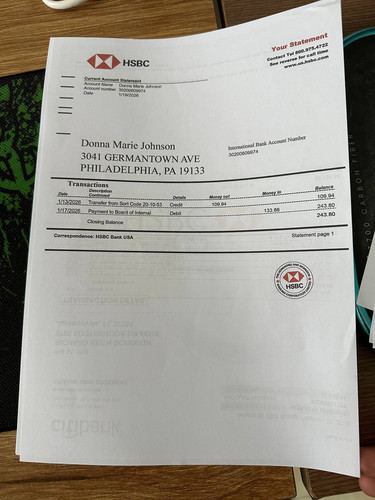 HSBC
Your Statement
Contact Tel 800.975.4722
See reverse for call time
www.us.hsbc.com
Current Account Statement
Account Name Donna Marie Johnson
Account number 30200609974
Date 1/19/2026
Donna Marie Johnson
3041 GERMANTOWN AVE
PHILADELPHIA, PA 19133
International Bank Account Number
30200609974
Transactions
Date Description Details Money out Money in Balance
Confirmed 109.94
1/13/2026 Transfer from Sort Code 20-10-53 Credit 109.94 243.80
1/17/2026 Payment to Board of Internal Debit 133.86 243.80
Closing Balance
Correspondence: HSBC Bank USA Statement page 1
HSBC
citibank